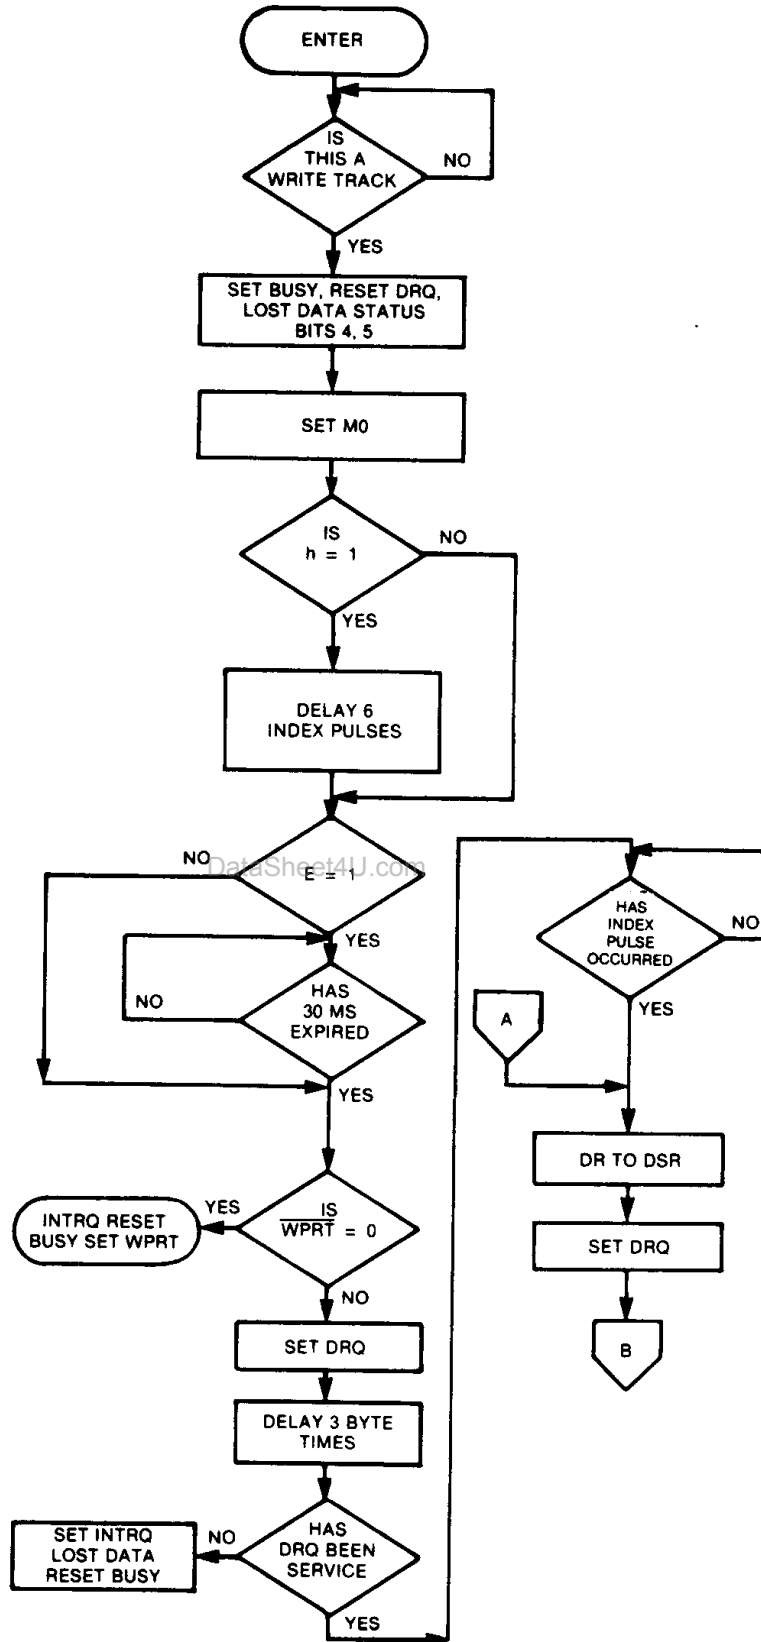 ENTER
IS
THIS A
WRITE TRACK
NO
YES
SET BUSY, RESET DRQ,
LOST DATA STATUS
BITS 4, 5
SET M0
IS
h = 1
NO
YES
DELAY 6
INDEX PULSES
NO
DataSheet4U.com
E = 1
YES
HAS
30 MS
EXPIRED
NO
YES
IS
WPRT = 0
YES
INTRQ RESET
BUSY SET WPRT
NO
SET DRQ
DELAY 3 BYTE
TIMES
HAS
DRQ BEEN
SERVICE
NO
SET INTRQ
LOST DATA
RESET BUSY
YES
HAS
INDEX
PULSE
OCCURRED
NO
YES
A
DR TO DSR
SET DRQ
B